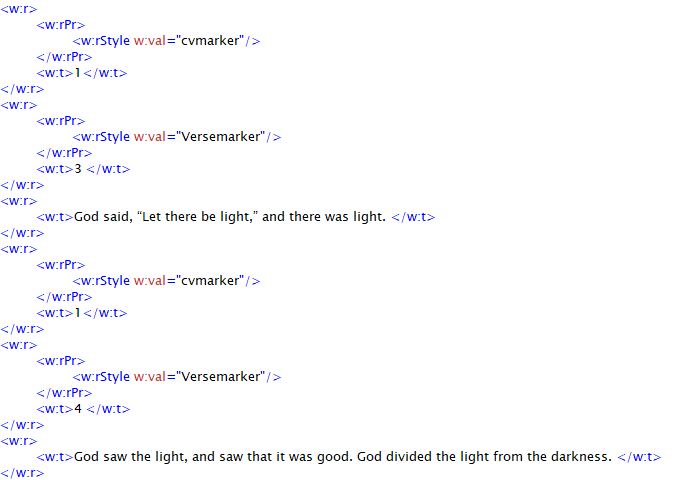 <w:r>
<w:rPr>
<w:rStyle w:val="cvmarker"/>
</w:rPr>
<w:t>1</w:t>
</w:r>
<w:r>
<w:rPr>
<w:rStyle w:val="Versemarker"/>
</w:rPr>
<w:t>3 </w:t>
</w:r>
<w:r>
<w:t>God said, “Let there be light,” and there was light. </w:t>
</w:r>
<w:r>
<w:rPr>
<w:rStyle w:val="cvmarker"/>
</w:rPr>
<w:t>1</w:t>
</w:r>
<w:r>
<w:rPr>
<w:rStyle w:val="Versemarker"/>
</w:rPr>
<w:t>4 </w:t>
</w:r>
<w:r>
<w:t>God saw the light, and saw that it was good. God divided the light from the darkness. </w:t>
</w:r>